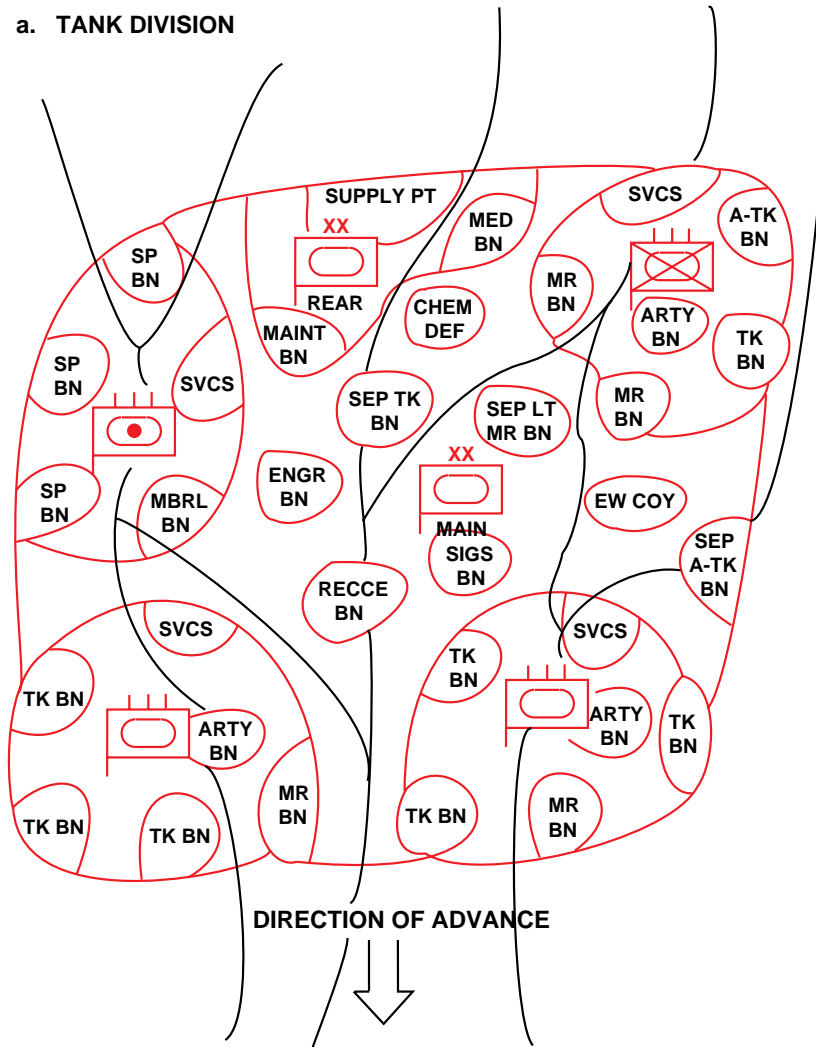 a. TANK DIVISION
SUPPLY PT
SVCS
A-TK
BN
XX
MED
BN
SP
BN
MR
BN
REAR
CHEM
DEF
ARTY
BN
MAINT
BN
TK
BN
SP
BN
SVCS
SEP TK
BN
SEP LT
MR BN
MR
BN
XX
ENGR
BN
SP
BN
MBRL
BN
EW COY
MAIN
SIGS
BN
SEP
A-TK
BN
RECCE
BN
SVCS
SVCS
TK
BN
TK BN
ARTY
BN
ARTY
BN
TK
BN
MR
BN
TK BN
TK BN
TK BN
MR
BN
DIRECTION OF ADVANCE